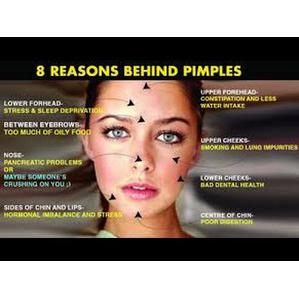 8 REASONS BEHIND PIMPLES
LOWER FORHEAD-
STRESS & SLEEP DEPRIVATION
BETWEEN EYEBROWS-
TOO MUCH OF OILY FOOD
NOSE-
PANCREATIC PROBLEMS
OR
MAYBE SOMEONE'S
CRUSHING ON YOU ;)
SIDES OF CHIN AND LIPS-
HORMONAL IMBALANCE AND STRESS
UPPER FOREHEAD-
CONSTIPATION AND LESS
WATER INTAKE
UPPER CHEEKS-
SMOKING AND LUNG IMPURITIES
LOWER CHEEKS-
BAD DENTAL HEALTH
CENTRE OF CHIN-
POOR DIGESTION